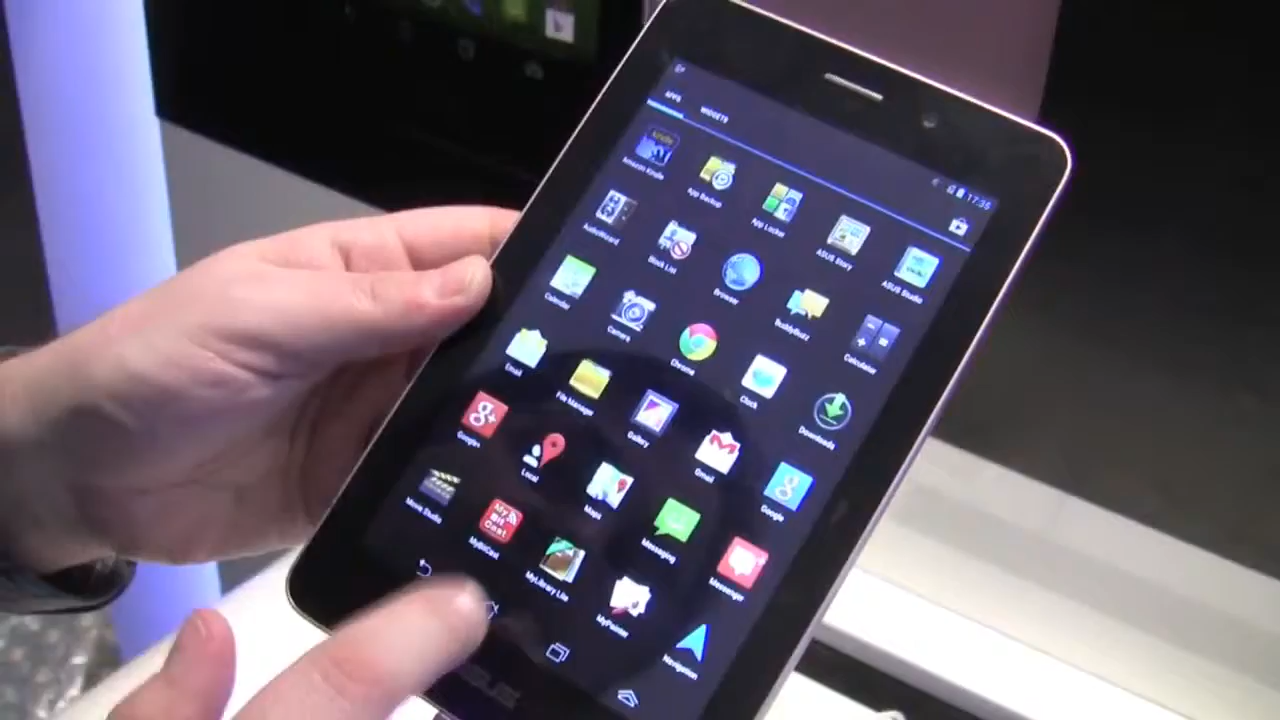 APPS WIDGETS
17:35
Amazon Kindle App Backup App Locker ASUS Story ASUS Studio
AudioWizard Block List Browser BuddyBuzz Calculator
Calendar Camera Chrome Clock Downloads
Email File Manager Gallery Gmail Google
Google+ Local Maps Messaging Messenger
Movie Studio MyBitCast MyLibrary Lite MyPainter Navigation
ASUS